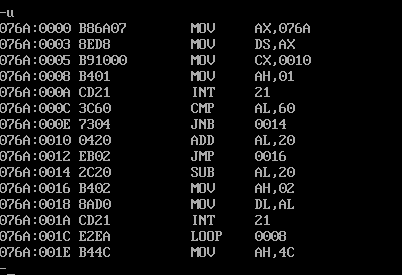 -u
076A:0000 B86A07 MOV AX,076A
076A:0003 8ED8 MOV DS,AX
076A:0005 B91000 MOV CX,0010
076A:0008 B401 MOV AH,01
076A:000A CD21 INT 21
076A:000C 3C60 CMP AL,60
076A:000E 7304 JNB 0014
076A:0010 0420 ADD AL,20
076A:0012 EB02 JMP 0016
076A:0014 2C20 SUB AL,20
076A:0016 B402 MOV AH,02
076A:0018 8AD0 MOV DL,AL
076A:001A CD21 INT 21
076A:001C E2EA LOOP 0008
076A:001E B44C MOV AH,4C
-_